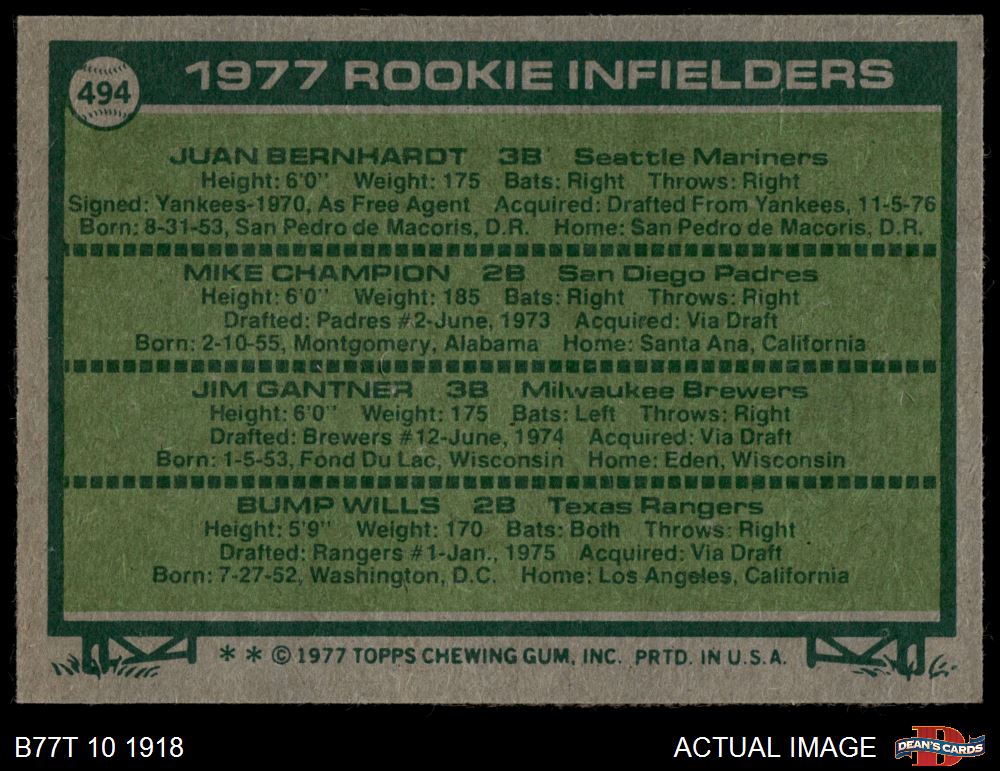 494
1977 ROOKIE INFIELDERS
JUAN BERNHARDT 3B Seattle Mariners
Height: 6'0" Weight: 175 Bats: Right Throws: Right
Signed: Yankees-1970, As Free Agent Acquired: Drafted From Yankees, 11-5-76
Born: 8-31-53, San Pedro de Macoris, D.R. Home: San Pedro de Macoris, D.R.
MIKE CHAMPION 2B San Diego Padres
Height: 6'0" Weight: 185 Bats: Right Throws: Right
Drafted: Padres #2-June, 1973 Acquired: Via Draft
Born: 2-10-55, Montgomery, Alabama Home: Santa Ana, California
JIM GANTNER 3B Milwaukee Brewers
Height: 6'0" Weight: 175 Bats: Left Throws: Right
Drafted: Brewers #12-June, 1974 Acquired: Via Draft
Born: 1-5-53, Fond Du Lac, Wisconsin Home: Eden, Wisconsin
BUMP WILLS 2B Texas Rangers
Height: 5'9" Weight: 170 Bats: Both Throws: Right
Drafted: Rangers #1-Jan., 1975 Acquired: Via Draft
Born: 7-27-52, Washington, D.C. Home: Los Angeles, California
* * © 1977 TOPPS CHEWING GUM, INC. PRTD. IN U.S.A.
B77T 10 1918 ACTUAL IMAGE DEAN'S CARDS